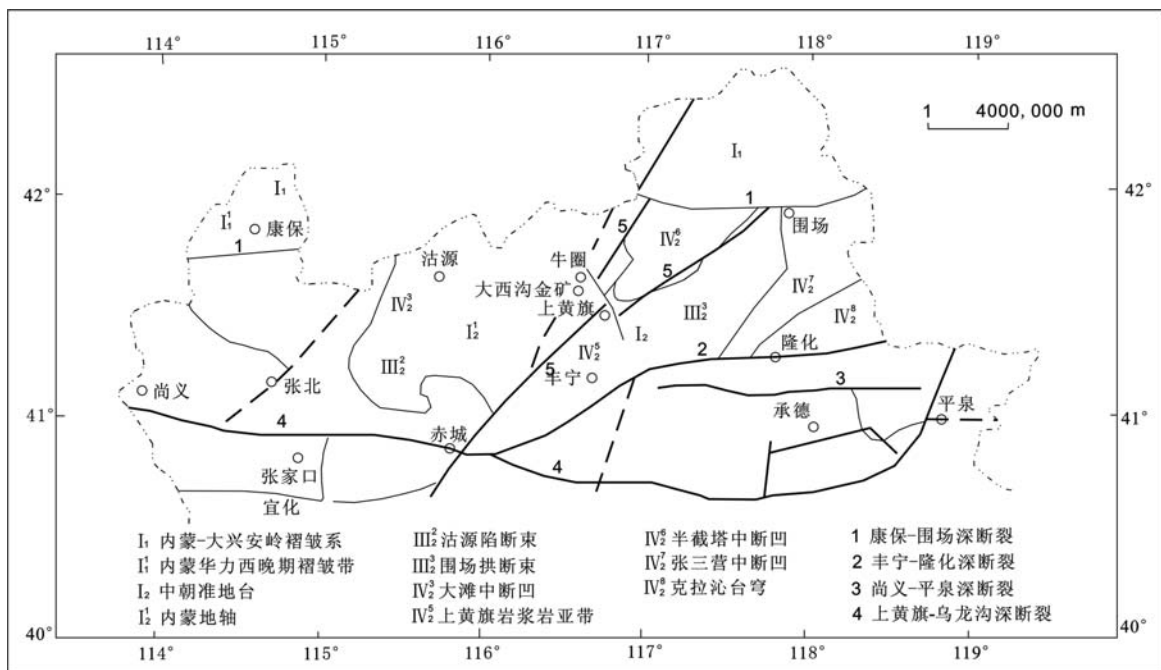 114° 115° 116° 117° 118° 119°
1 4000,000 m
42° 42°
I₁
I₁
I₁¹
康保
1
1
围场
5
Ⅳ₂⁶
沽源
牛圈
5
Ⅳ₂³
大西沟金矿
Ⅳ₂⁷
上黄旗
I₂¹
Ⅲ₂³
Ⅳ₂⁸
I₂
Ⅲ₂²
Ⅳ₂⁵
2
隆化
5
丰宁
尚义
张北
3
41° 41°
4
承德
平泉
赤城
张家口
4
宣化
I₁ 内蒙-大兴安岭褶皱系
I₁¹ 内蒙华力西晚期褶皱带
I₂ 中朝准地台
I₂¹ 内蒙地轴
Ⅲ₂² 沽源陷断束
Ⅲ₂³ 围场拱断束
Ⅳ₂³ 大滩中断凹
Ⅳ₂⁵ 上黄旗岩浆岩亚带
Ⅳ₂⁶ 半截塔中断凹
Ⅳ₂⁷ 张三营中断凹
Ⅳ₂⁸ 克拉沁台穹
1 康保-围场深断裂
2 丰宁-隆化深断裂
3 尚义-平泉深断裂
4 上黄旗-乌龙沟深断裂
40° 40°
114° 115° 116° 117° 118° 119°